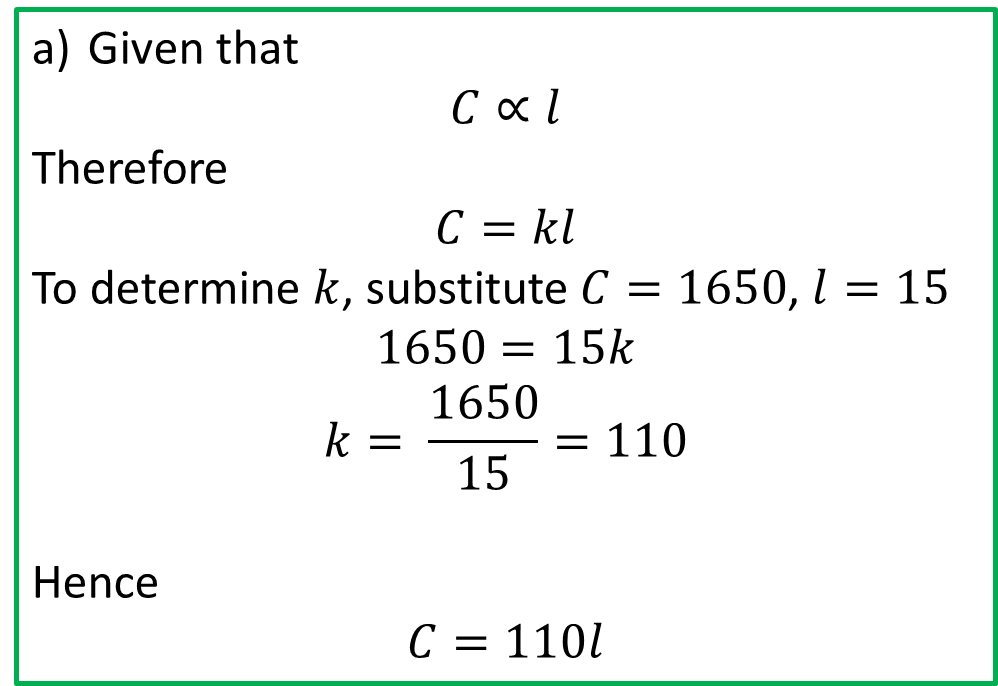 a) Given that
𝐶 ∝ 𝑙
Therefore
𝐶 = 𝑘𝑙
To determine 𝑘, substitute 𝐶 = 1650, 𝑙 = 15
1650 = 15𝑘
𝑘 = 1650/15 = 110
Hence
𝐶 = 110𝑙